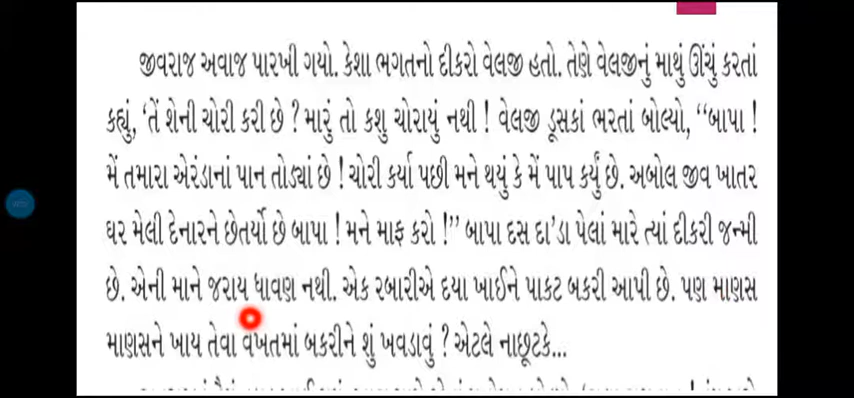 જીવરાજ અવાજ પારખી ગયો. કેશા ભગતનો દીકરો વેલજી હતો. તેણે વેલજીનું માથું ઊંચું કરતાં
કહ્યું, ‘તેં શેની ચોરી કરી છે ? મારું તો કશુ ચોરાયું નથી ! વેલજી ડૂસકાં ભરતાં બોલ્યો, “બાપા !
મેં તમારા એરંડાનાં પાન તોડ્યાં છે ! ચોરી કર્યા પછી મને થયું કે મેં પાપ કર્યું છે. અબોલ જીવ ખાતર
ઘર મેલી દેનારને છેતર્યો છે બાપા ! મને માફ કરો !” બાપા દસ દા’ડા પેલાં મારે ત્યાં દીકરી જન્મી
છે. એની માને જરાય ધાવણ નથી. એક રબારીએ દયા ખાઈને પાકટ બકરી આપી છે. પણ માણસ
માણસને ખાય તેવા વખતમાં બકરીને શું ખવડાવું ? એટલે નાછૂટકે...